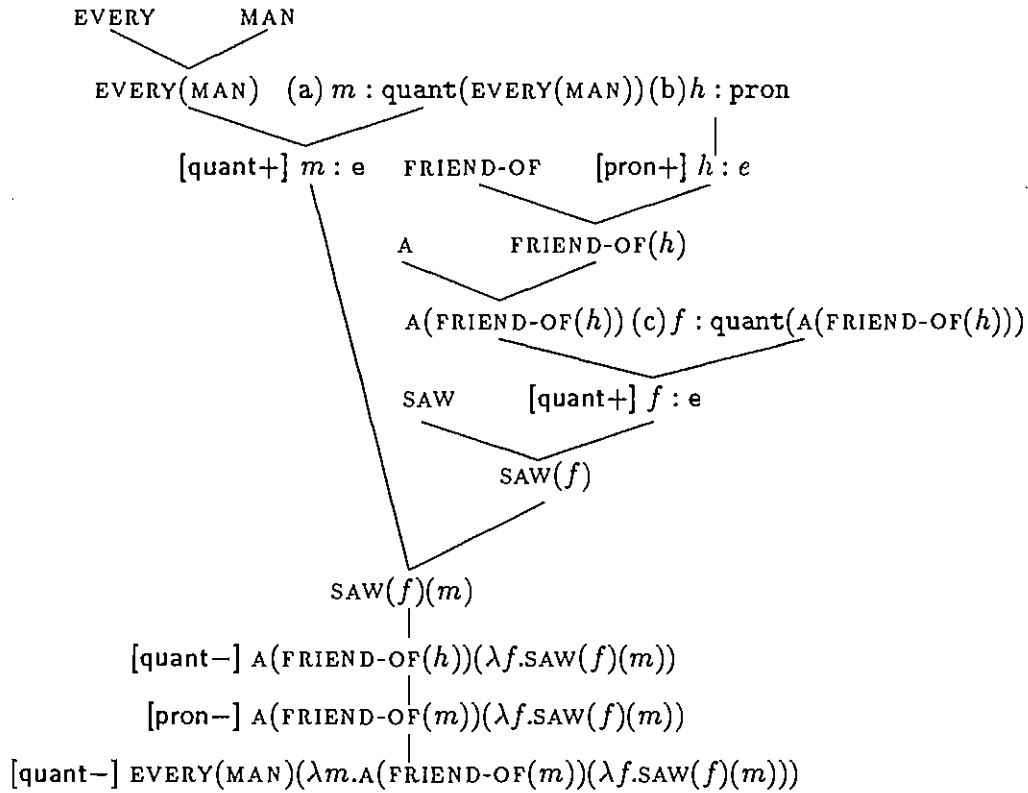 EVERY MAN
EVERY(MAN) (a) m : quant(EVERY(MAN)) (b) h : pron
[quant+] m : e FRIEND-OF [pron+] h : e
A FRIEND-OF(h)
A(FRIEND-OF(h)) (c) f : quant(A(FRIEND-OF(h)))
SAW [quant+] f : e
SAW(f)
SAW(f)(m)
[quant−] A(FRIEND-OF(h))(λf.SAW(f)(m))
[pron−] A(FRIEND-OF(m))(λf.SAW(f)(m))
[quant−] EVERY(MAN)(λm.A(FRIEND-OF(m))(λf.SAW(f)(m)))